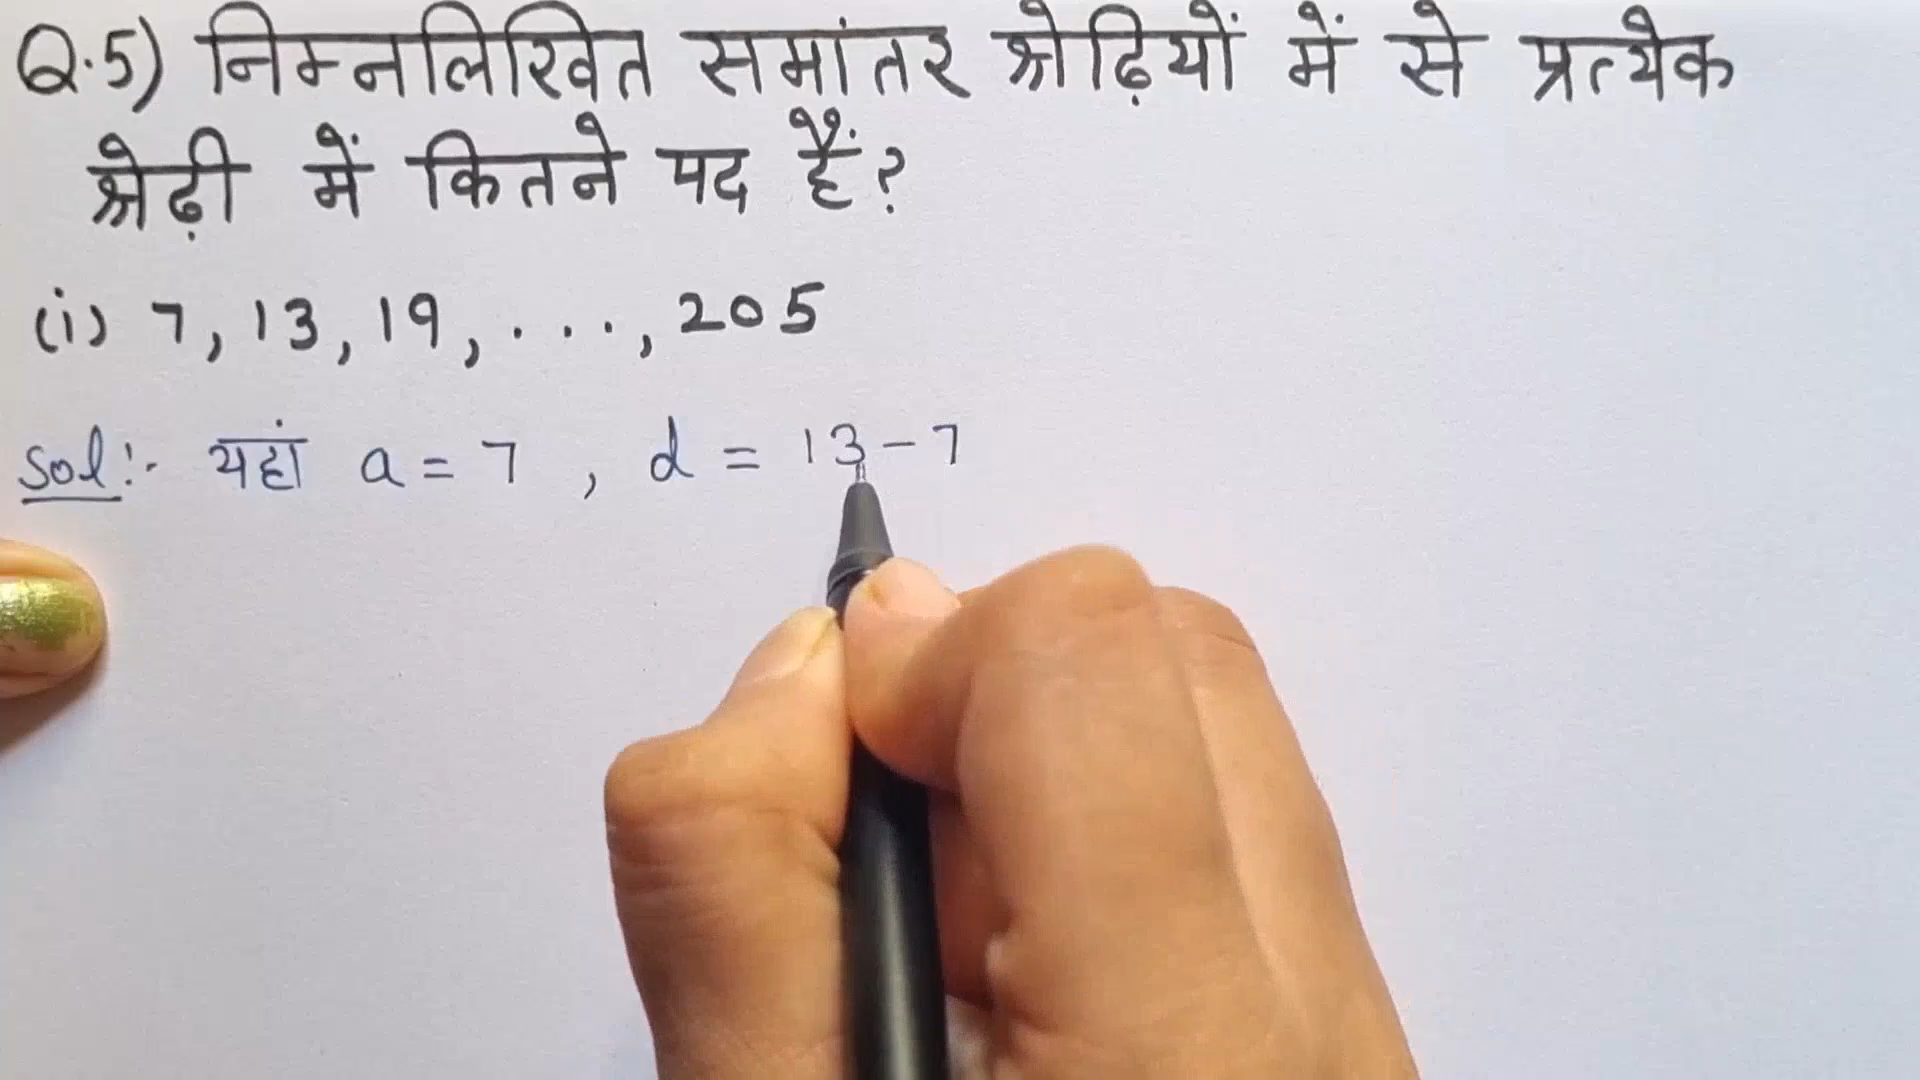 Q.5) निम्नलिखित समांतर श्रेढ़ियों में से प्रत्येक
श्रेढ़ी में कितने पद हैं?
(i) 7, 13, 19, . . . , 205
Sol:- यहां a = 7 , d = 13 - 7